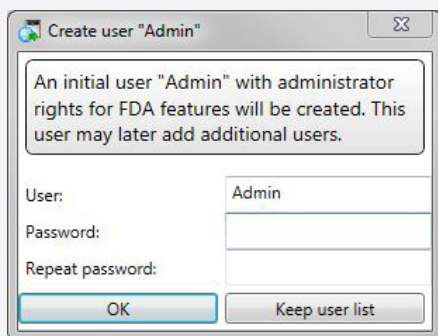 Create user "Admin"
An initial user "Admin" with administrator
rights for FDA features will be created. This
user may later add additional users.
User:
Admin
Password:
Repeat password:
OK
Keep user list